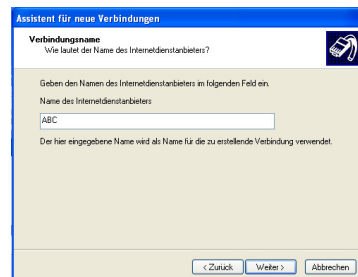 Assistent für neue Verbindungen
Verbindungsname
Wie lautet der Name des Internetdienstanbieters?
Geben den Namen des Internetdienstanbieters im folgenden Feld ein.
Name des Internetdienstanbieters
ABC
Der hier eingegebene Name wird als Name für die zu erstellende Verbindung verwendet.
< Zurück Weiter > Abbrechen